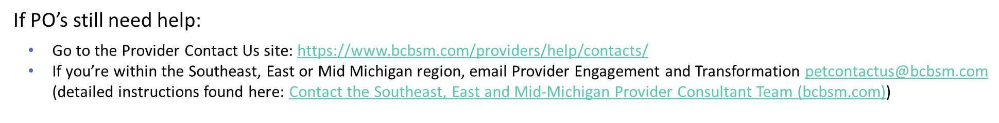 If PO’s still need help:
• Go to the Provider Contact Us site: https://www.bcbsm.com/providers/help/contacts/
• If you’re within the Southeast, East or Mid Michigan region, email Provider Engagement and Transformation petcontactus@bcbsm.com
(detailed instructions found here: Contact the Southeast, East and Mid-Michigan Provider Consultant Team (bcbsm.com))